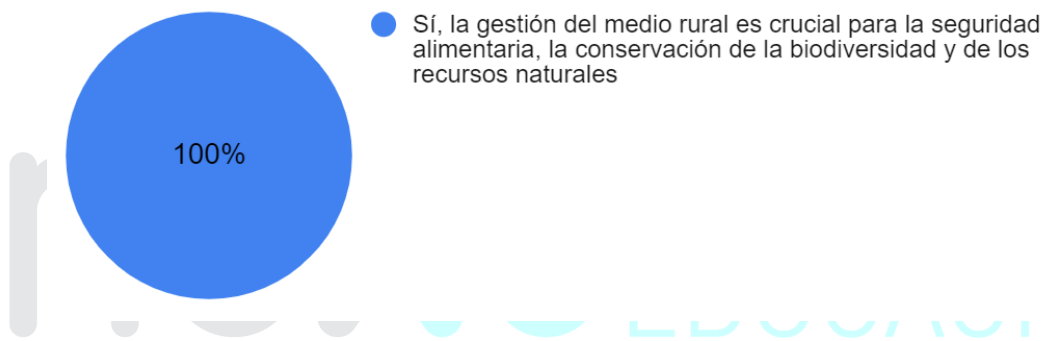 Sí, la gestión del medio rural es crucial para la seguridad
alimentaria, la conservación de la biodiversidad y de los
recursos naturales
100%